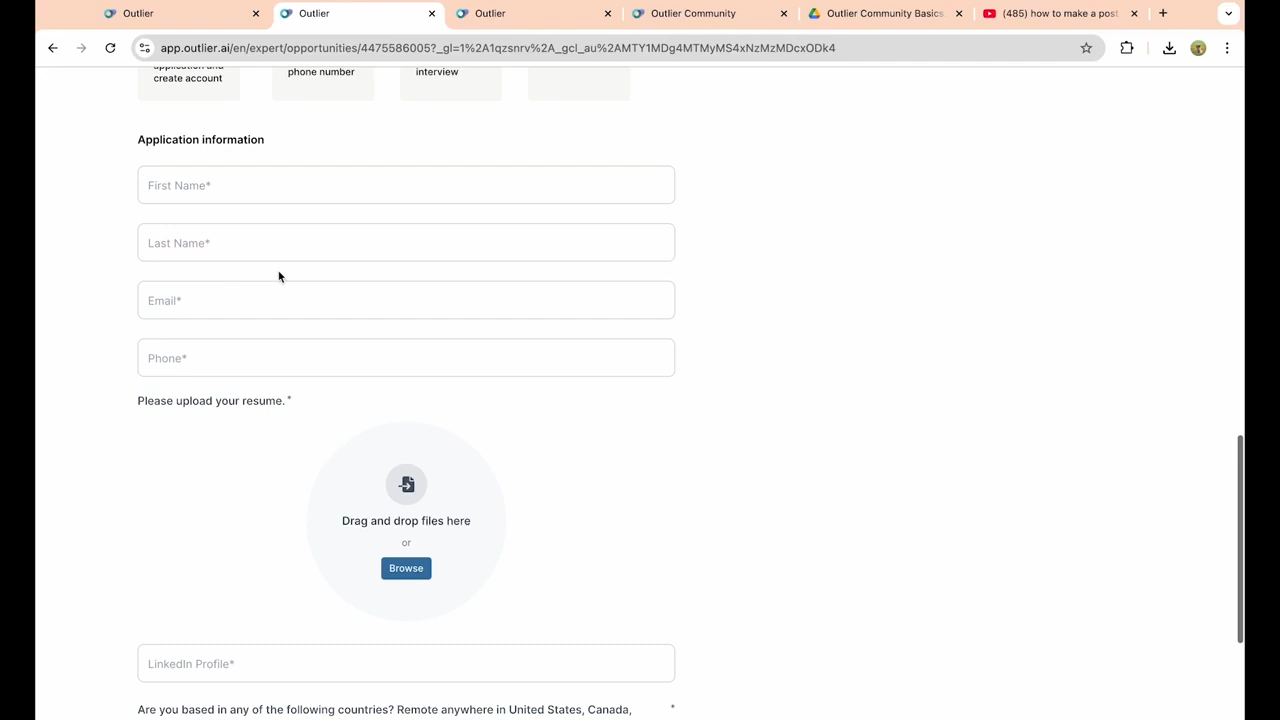 Outlier
Outlier
Outlier
Outlier Community
Outlier Community Basics
(485) how to make a post
app.outlier.ai/en/expert/opportunities/4475586005?_gl=1%2A1qzsnrv%2A_gcl_au%2AMTY1MDg4MTMyMS4xNzMzMDcxODk4
application and
create account
phone number
interview
Application information
First Name*
Last Name*
Email*
Phone*
Please upload your resume. *
Drag and drop files here
or
Browse
LinkedIn Profile*
Are you based in any of the following countries? Remote anywhere in United States, Canada, *